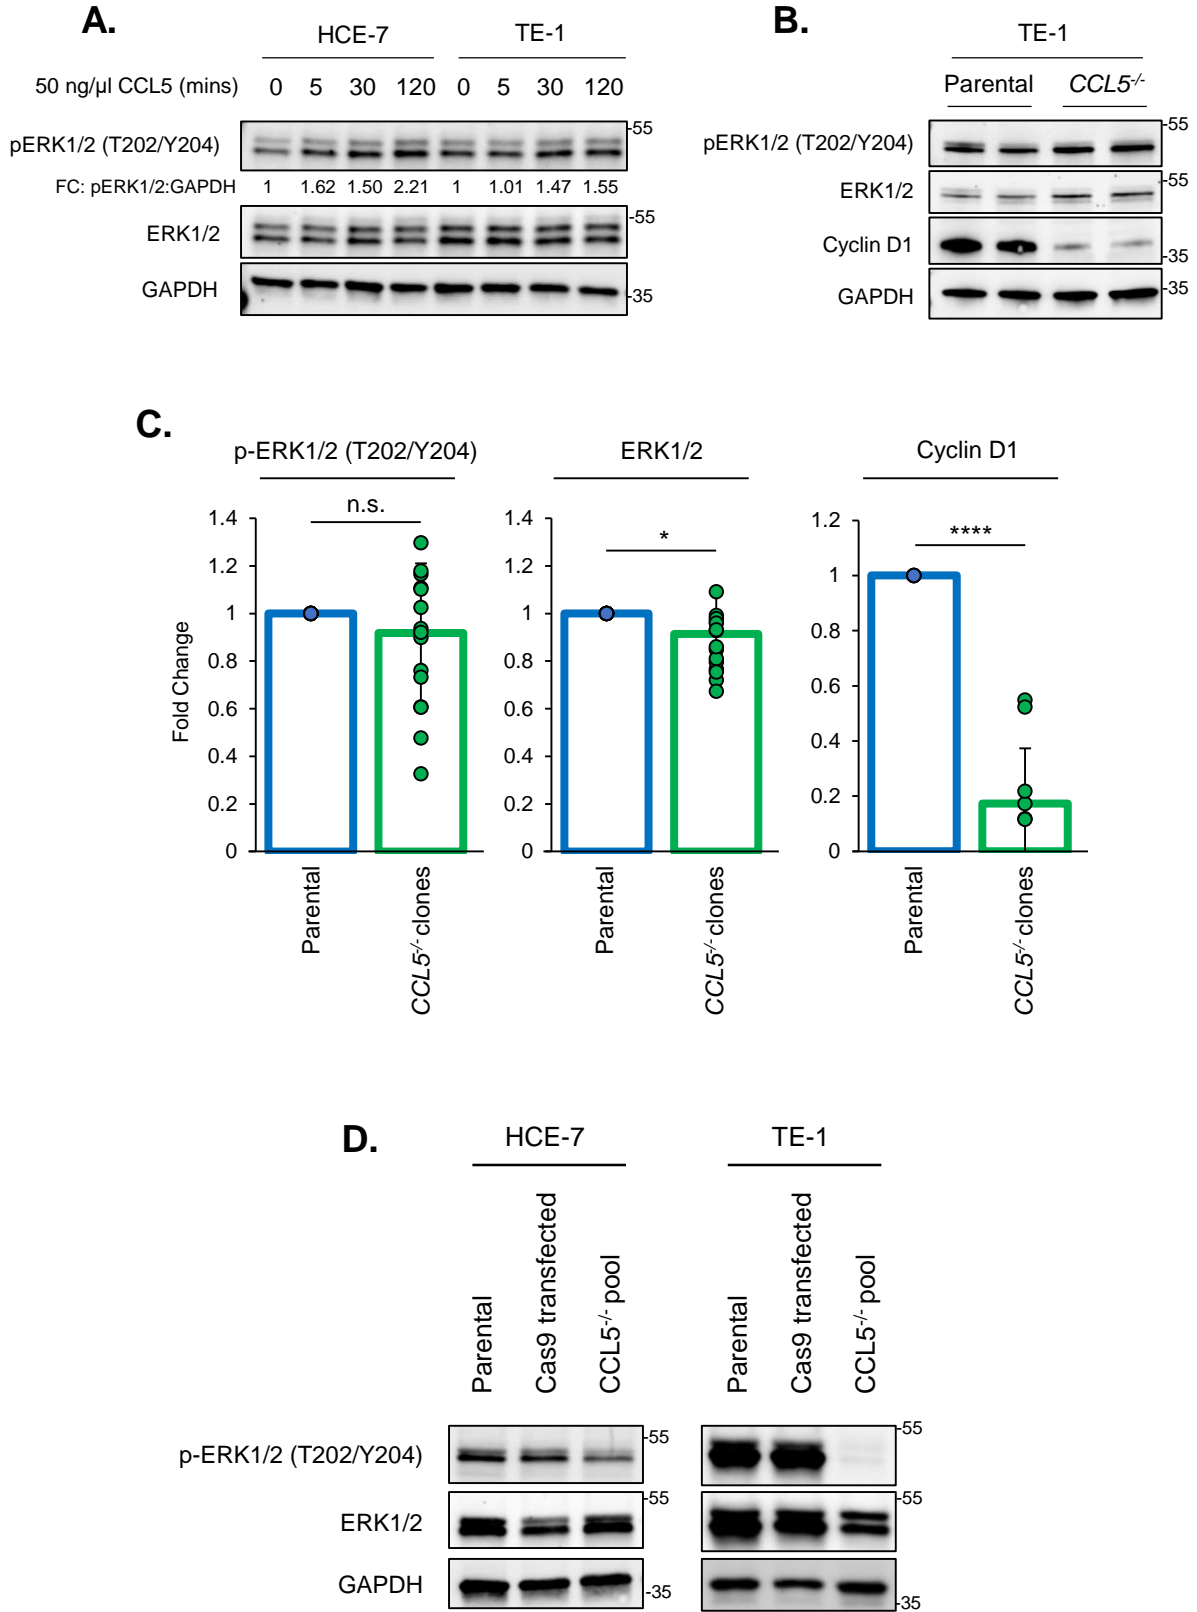 A.
HCE-7 TE-1
50 ng/µl CCL5 (mins) 0 5 30 120 0 5 30 120
pERK1/2 (T202/Y204) -55
FC: pERK1/2:GAPDH 1 1.62 1.50 2.21 1 1.01 1.47 1.55
ERK1/2 -55
GAPDH -35
B.
TE-1
Parental CCL5-/-
pERK1/2 (T202/Y204) -55
ERK1/2 -55
Cyclin D1 -35
GAPDH -35
C.
p-ERK1/2 (T202/Y204)
n.s.
1.4
1.2
1
0.8
0.6
0.4
0.2
0
Fold Change
Parental
CCL5-/- clones
ERK1/2
*
1.4
1.2
1
0.8
0.6
0.4
0.2
0
Parental
CCL5-/- clones
Cyclin D1
****
1.2
1
0.8
0.6
0.4
0.2
0
Parental
CCL5-/- clones
D.
HCE-7 TE-1
Parental
Cas9 transfected
CCL5-/- pool
Parental
Cas9 transfected
CCL5-/- pool
p-ERK1/2 (T202/Y204) -55 -55
ERK1/2 -55 -55
GAPDH -35 -35